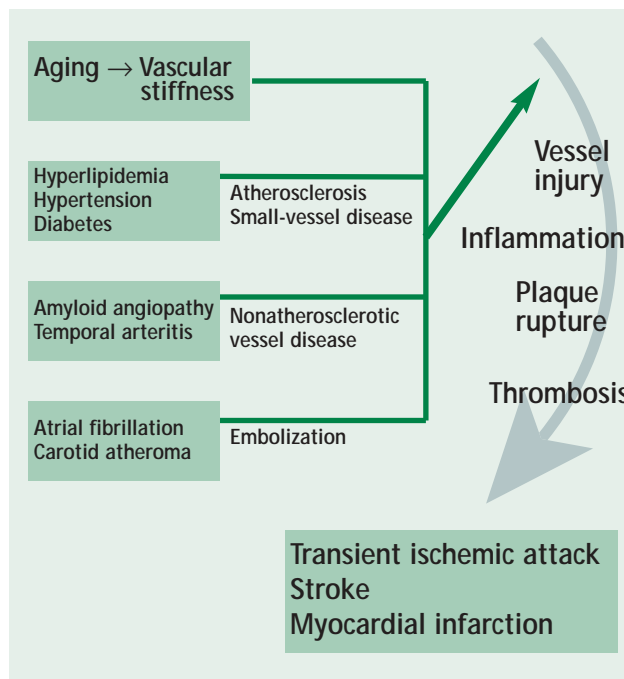 Aging → Vascular
stiffness
Hyperlipidemia
Hypertension
Diabetes
Atherosclerosis
Small-vessel disease
Amyloid angiopathy
Temporal arteritis
Nonatherosclerotic
vessel disease
Atrial fibrillation
Carotid atheroma
Embolization
Vessel
injury
Inflammation
Plaque
rupture
Thrombosis
Transient ischemic attack
Stroke
Myocardial infarction